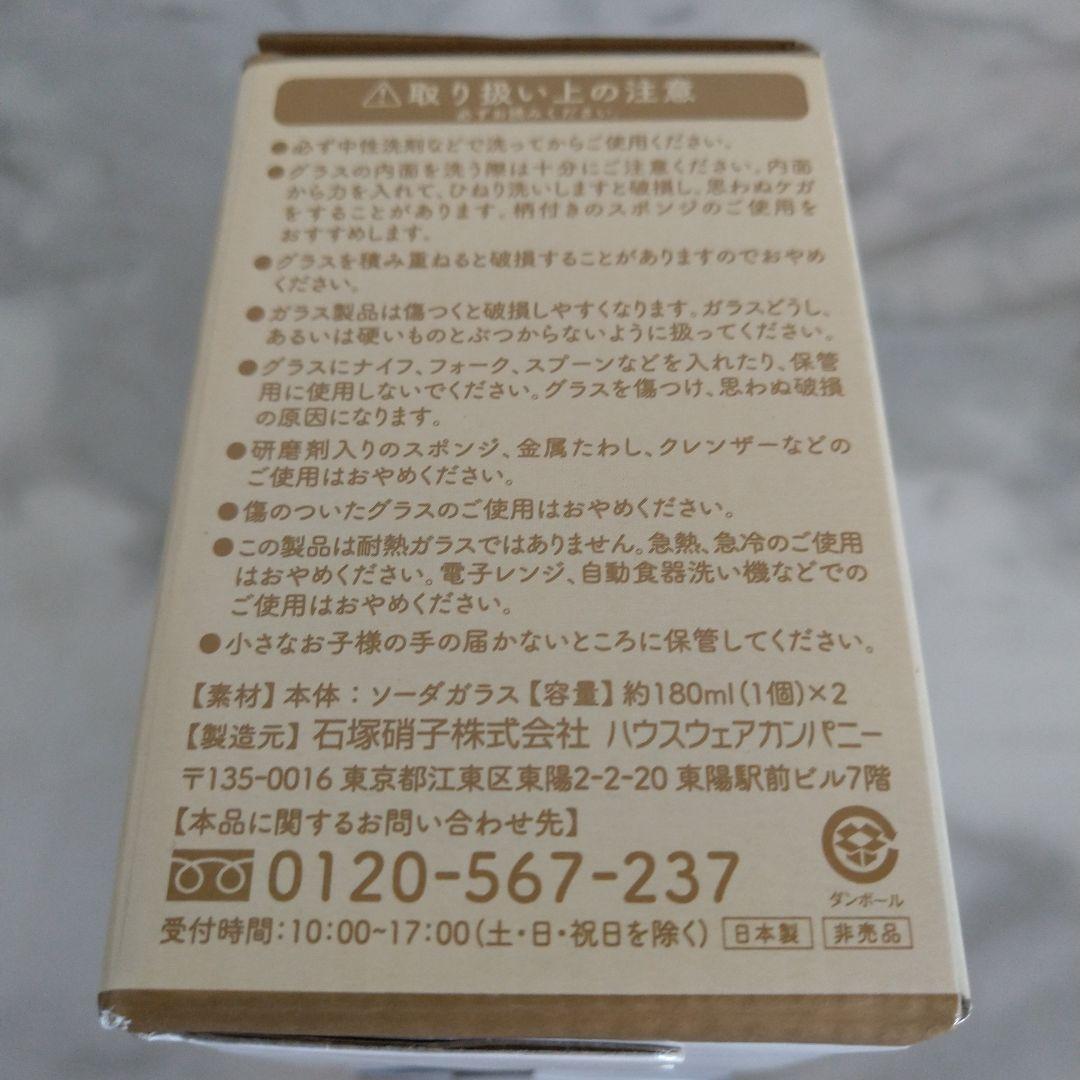 ⚠取り扱い上の注意
必ずお読みください。
●必ず中性洗剤などで洗ってからご使用ください。
●グラスの内面を洗う際は十分にご注意ください。内面
から力を入れて、ひねり洗いしますと破損し。思わぬケガ
をすることがあります。柄付きのスポンジのご使用を
おすすめします。
●グラスを積み重ねると破損することがありますのでおやめ
ください。
●ガラス製品は傷つくと破損しやすくなります。ガラスどうし、
あるいは硬いものとぶつからないように扱ってください。
●グラスにナイフ、フォーク、スプーンなどを入れたり、保管
用に使用しないでください。グラスを傷つけ、思わぬ破損
の原因になります。
●研磨剤入りのスポンジ、金属たわし、クレンザーなどの
ご使用はおやめください。
●傷のついたグラスのご使用はおやめください。
●この製品は耐熱ガラスではありません。急熱、急冷のご使用
はおやめください。電子レンジ、自動食器洗い機などでの
ご使用はおやめください。
●小さなお子様の手の届かないところに保管してください。
【素材】本体：ソーダガラス【容量】約180ml(1個)×2
【製造元】石塚硝子株式会社 ハウスウェアカンパニー
〒135-0016 東京都江東区東陽2-2-20 東陽駅前ビル7階
【本品に関するお問い合わせ先】
0120-567-237
受付時間：10:00~17:00(土・日・祝日を除く) 日本製 非売品
ダンボール